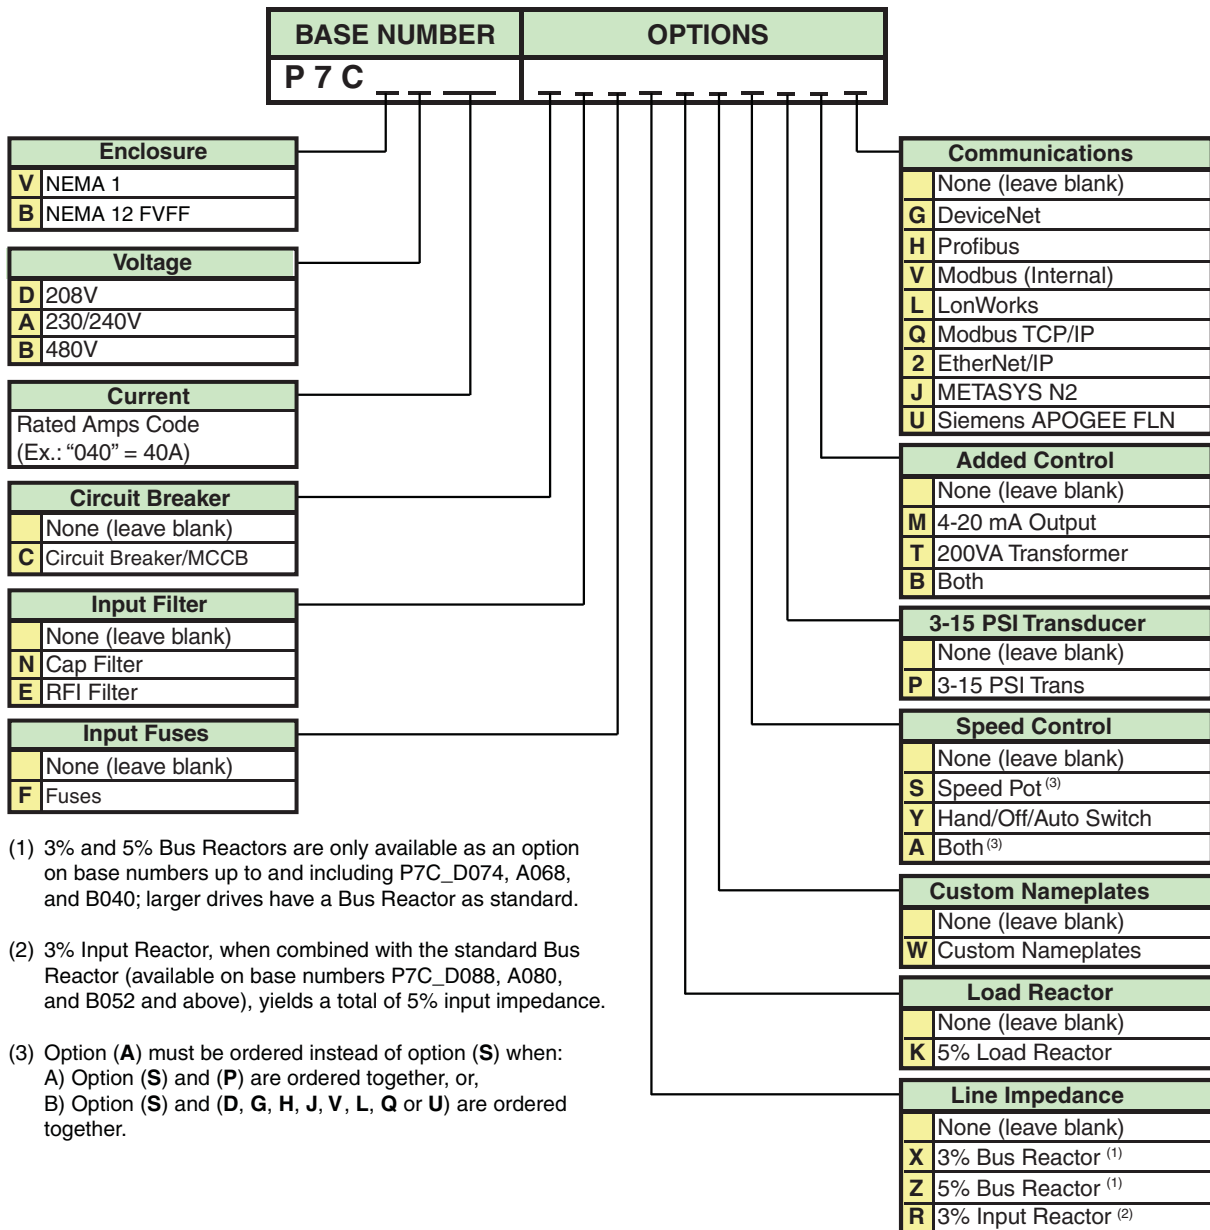 BASE NUMBER OPTIONS
P 7 C _ _ __ _ _ _ _ _ _ _ _ _ _
Enclosure
V NEMA 1
B NEMA 12 FVFF
Voltage
D 208V
A 230/240V
B 480V
Current
Rated Amps Code
(Ex.: “040” = 40A)
Circuit Breaker
None (leave blank)
C Circuit Breaker/MCCB
Input Filter
None (leave blank)
N Cap Filter
E RFI Filter
Input Fuses
None (leave blank)
F Fuses
(1) 3% and 5% Bus Reactors are only available as an option
on base numbers up to and including P7C_D074, A068,
and B040; larger drives have a Bus Reactor as standard.
(2) 3% Input Reactor, when combined with the standard Bus
Reactor (available on base numbers P7C_D088, A080,
and B052 and above), yields a total of 5% input impedance.
(3) Option (A) must be ordered instead of option (S) when:
A) Option (S) and (P) are ordered together, or,
B) Option (S) and (D, G, H, J, V, L, Q or U) are ordered
together.
Communications
None (leave blank)
G DeviceNet
H Profibus
V Modbus (Internal)
L LonWorks
Q Modbus TCP/IP
2 EtherNet/IP
J METASYS N2
U Siemens APOGEE FLN
Added Control
None (leave blank)
M 4-20 mA Output
T 200VA Transformer
B Both
3-15 PSI Transducer
None (leave blank)
P 3-15 PSI Trans
Speed Control
None (leave blank)
S Speed Pot (3)
Y Hand/Off/Auto Switch
A Both (3)
Custom Nameplates
None (leave blank)
W Custom Nameplates
Load Reactor
None (leave blank)
K 5% Load Reactor
Line Impedance
None (leave blank)
X 3% Bus Reactor (1)
Z 5% Bus Reactor (1)
R 3% Input Reactor (2)